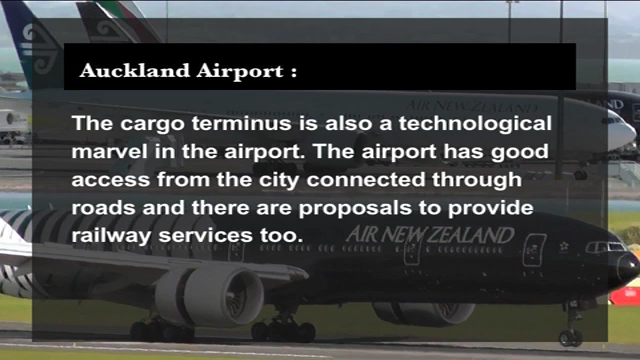 Auckland Airport :
The cargo terminus is also a technological
marvel in the airport. The airport has good
access from the city connected through
roads and there are proposals to provide
railway services too.
AIR NEW ZEALAND
AIR NEW ZEALAND